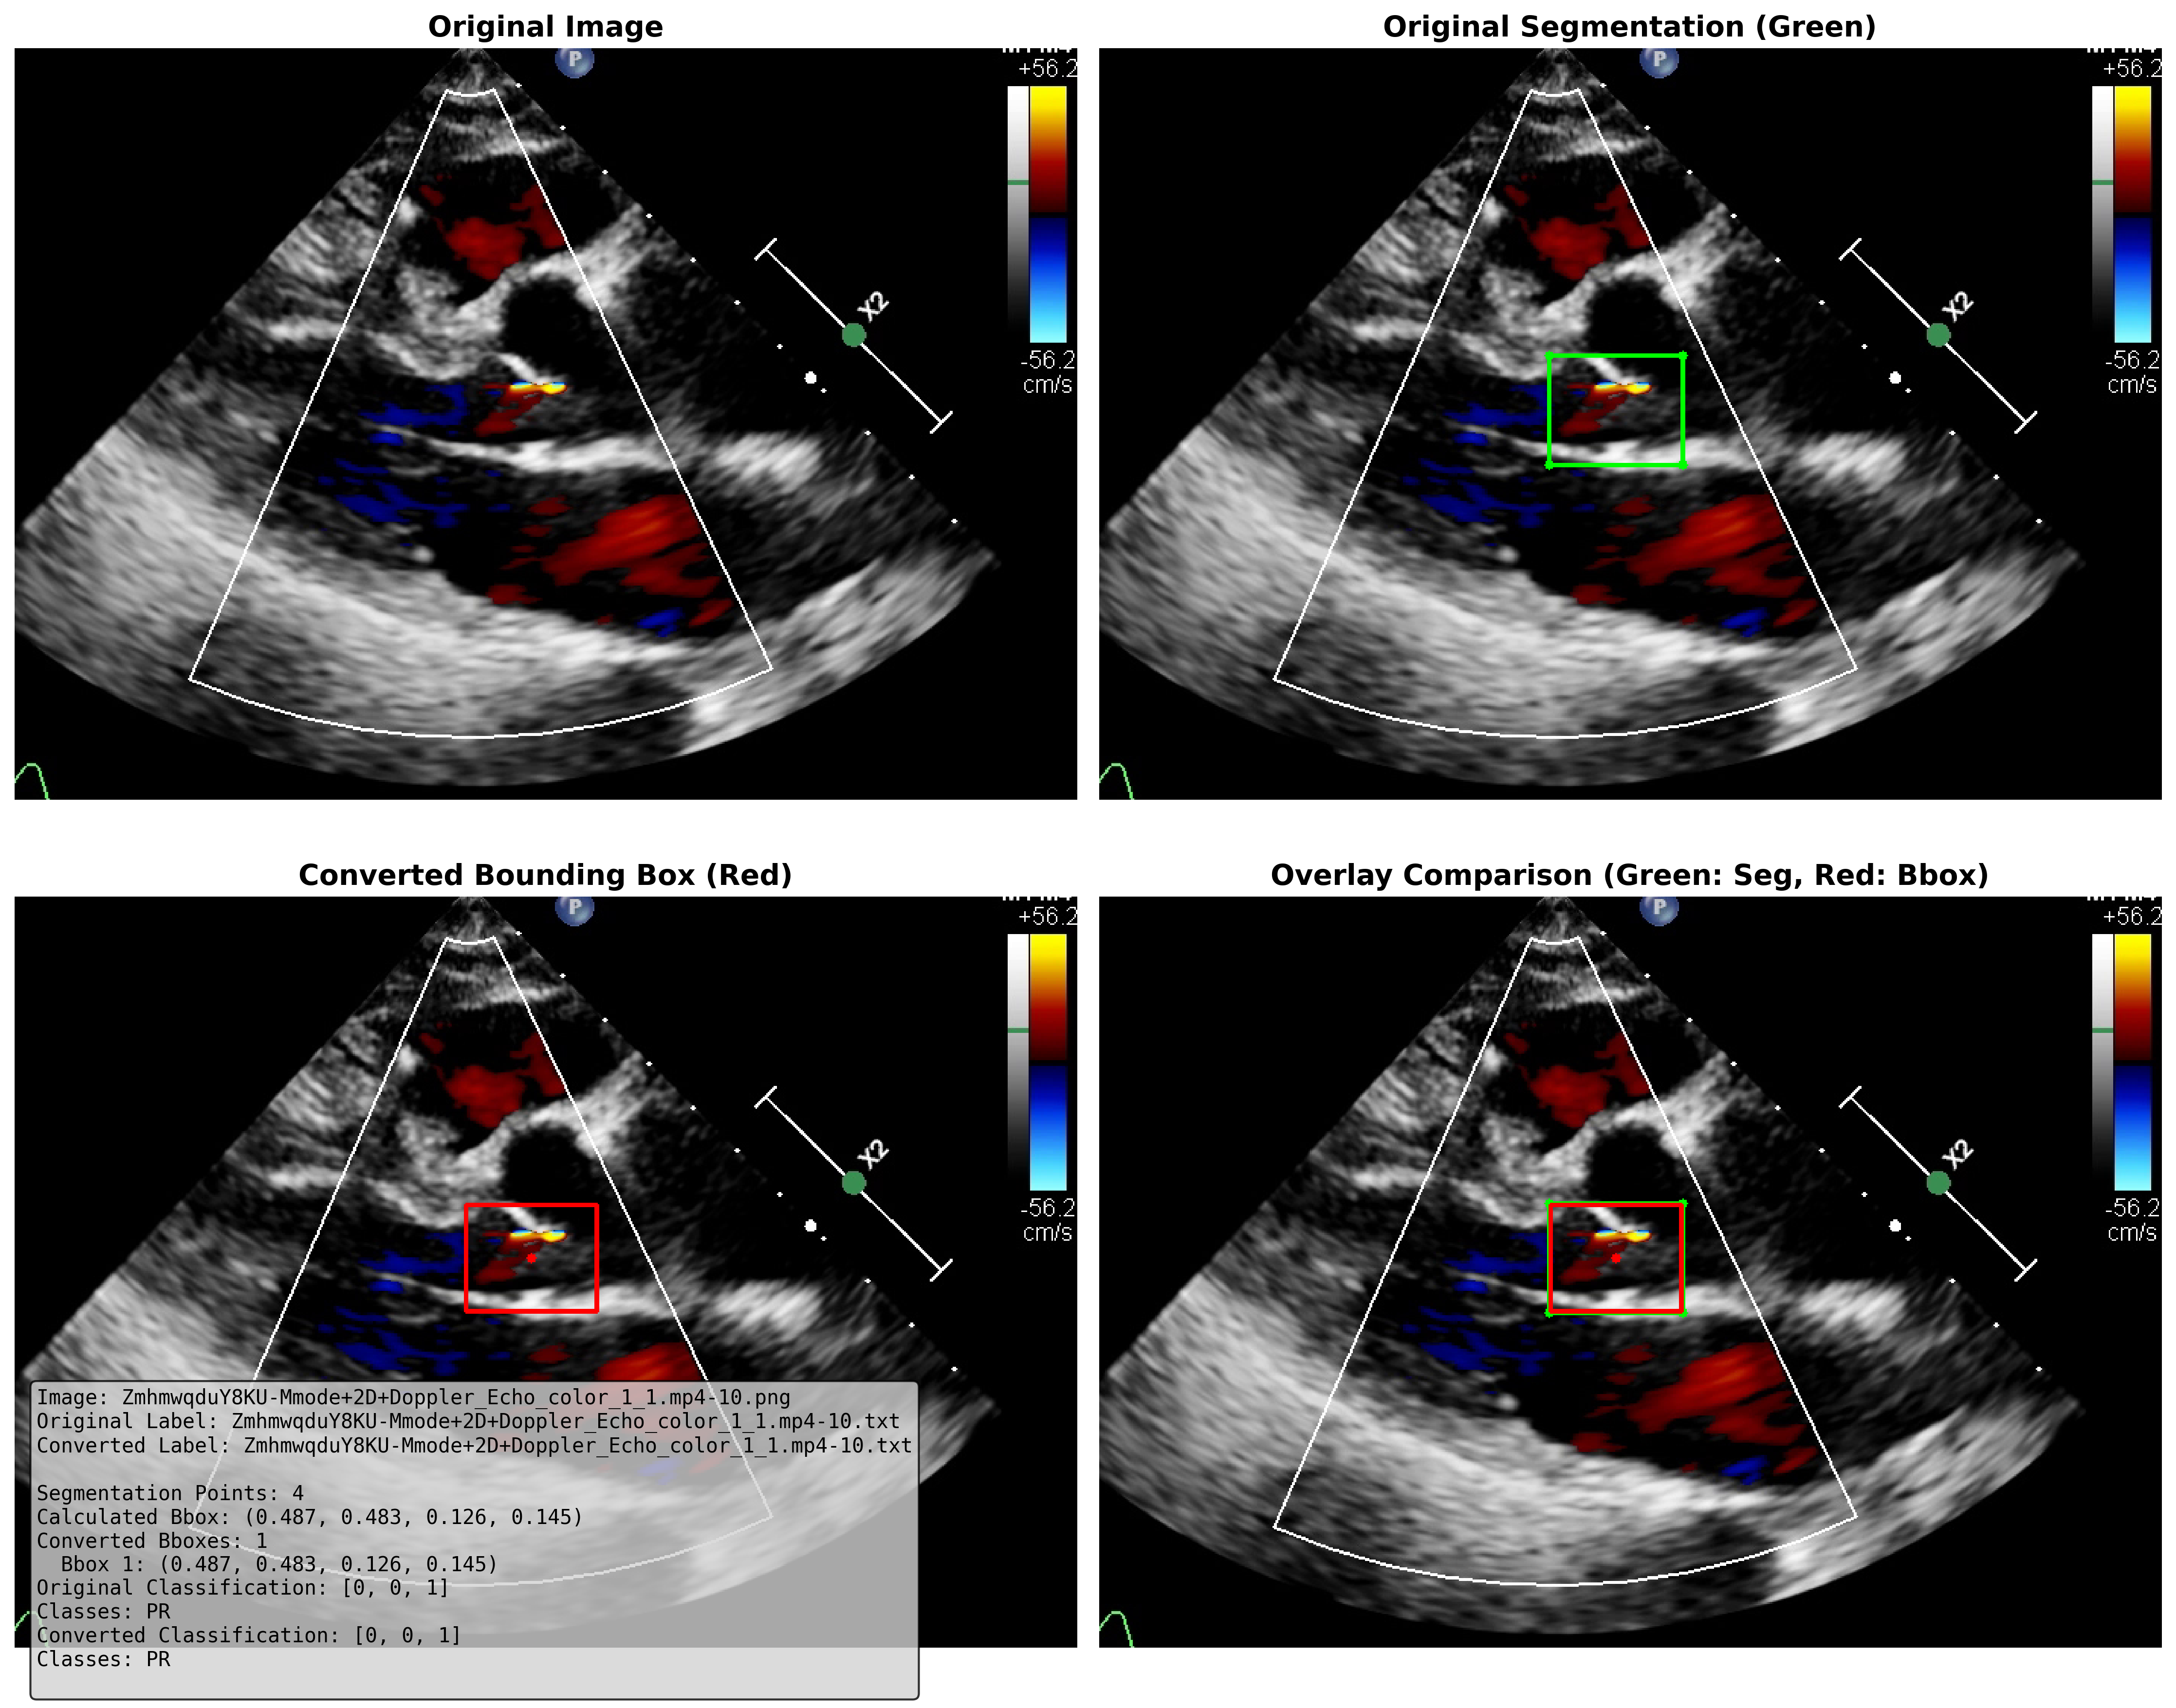 Original Image
Original Segmentation (Green)
P
+56.2
X2
-56.2
cm/s
P
+56.2
X2
-56.2
cm/s
Converted Bounding Box (Red)
Overlay Comparison (Green: Seg, Red: Bbox)
P
+56.2
X2
-56.2
cm/s
P
+56.2
X2
-56.2
cm/s
Image: ZmhmwqduY8KU-Mmode+2D+Doppler_Echo_color_1_1.mp4-10.png
Original Label: ZmhmwqduY8KU-Mmode+2D+Doppler_Echo_color_1_1.mp4-10.txt
Converted Label: ZmhmwqduY8KU-Mmode+2D+Doppler_Echo_color_1_1.mp4-10.txt
Segmentation Points: 4
Calculated Bbox: (0.487, 0.483, 0.126, 0.145)
Converted Bboxes: 1
Bbox 1: (0.487, 0.483, 0.126, 0.145)
Original Classification: [0, 0, 1]
Classes: PR
Converted Classification: [0, 0, 1]
Classes: PR